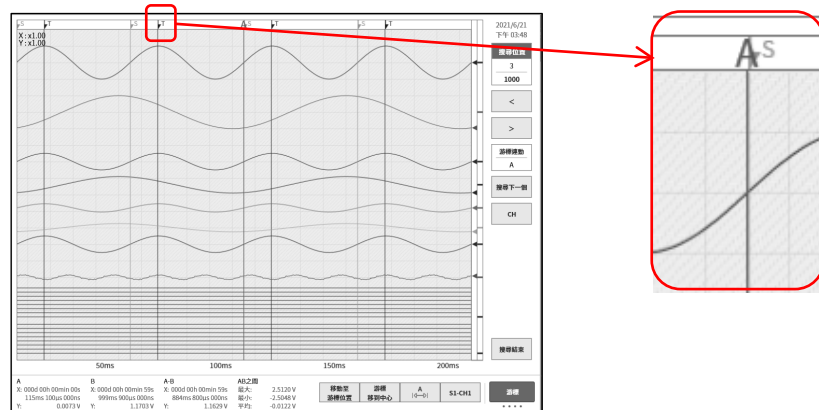 S T S T A S T S T
X:x1.00
Y:x1.00
2021/6/21
下午 03:48
搜尋位置
3
1000
<
>
游標連動
A
搜尋下一個
CH
搜尋結束
50ms 100ms 150ms 200ms
A B A-B AB之間
X: 000d 00h 00min 00s X: 000d 00h 00min 59s X: 000d 00h 00min 59s 最大: 2.5120 V
115ms 100μs 000ns 999ms 900μs 000ns 884ms 800μs 000ns 最小: -2.5048 V
Y: 0.0073 V Y: 1.1703 V Y: 1.1629 V 平均: -0.0122 V
移動至
游標位置
游標
移到中心
A
S1-CH1
游標
A S